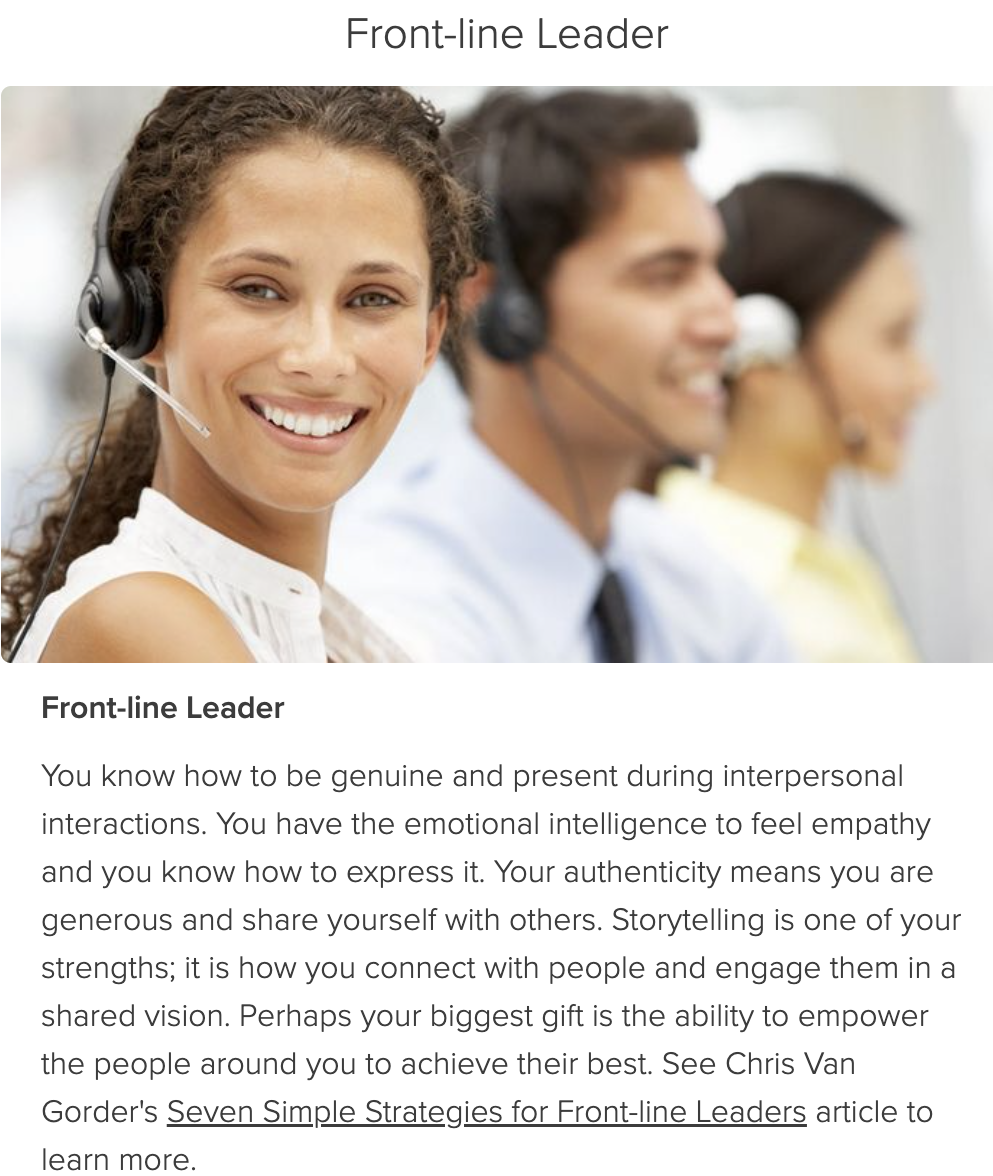 Front-line Leader
Front-line Leader
You know how to be genuine and present during interpersonal
interactions. You have the emotional intelligence to feel empathy
and you know how to express it. Your authenticity means you are
generous and share yourself with others. Storytelling is one of your
strengths; it is how you connect with people and engage them in a
shared vision. Perhaps your biggest gift is the ability to empower
the people around you to achieve their best. See Chris Van
Gorder's Seven Simple Strategies for Front-line Leaders article to
learn more.